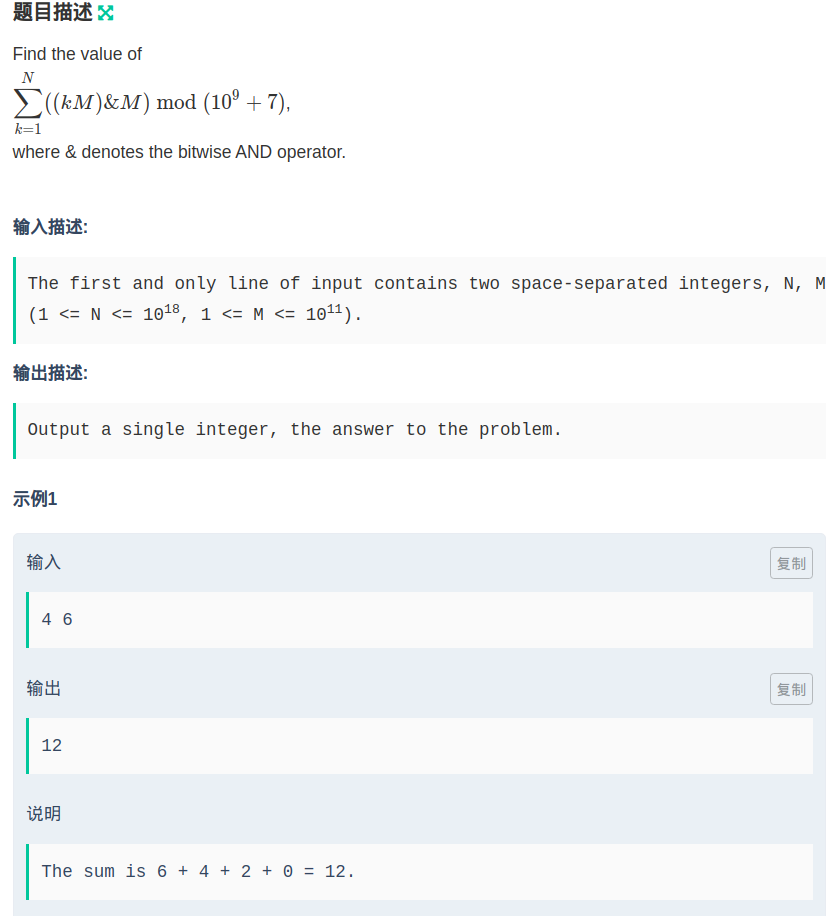 题目描述
Find the value of
N
∑((kM)&M) mod (10^9 + 7),
k=1
where & denotes the bitwise AND operator.
输入描述:
The first and only line of input contains two space-separated integers, N, M
(1 <= N <= 10^18, 1 <= M <= 10^11).
输出描述:
Output a single integer, the answer to the problem.
示例1
输入
复制
4 6
输出
复制
12
说明
The sum is 6 + 4 + 2 + 0 = 12.